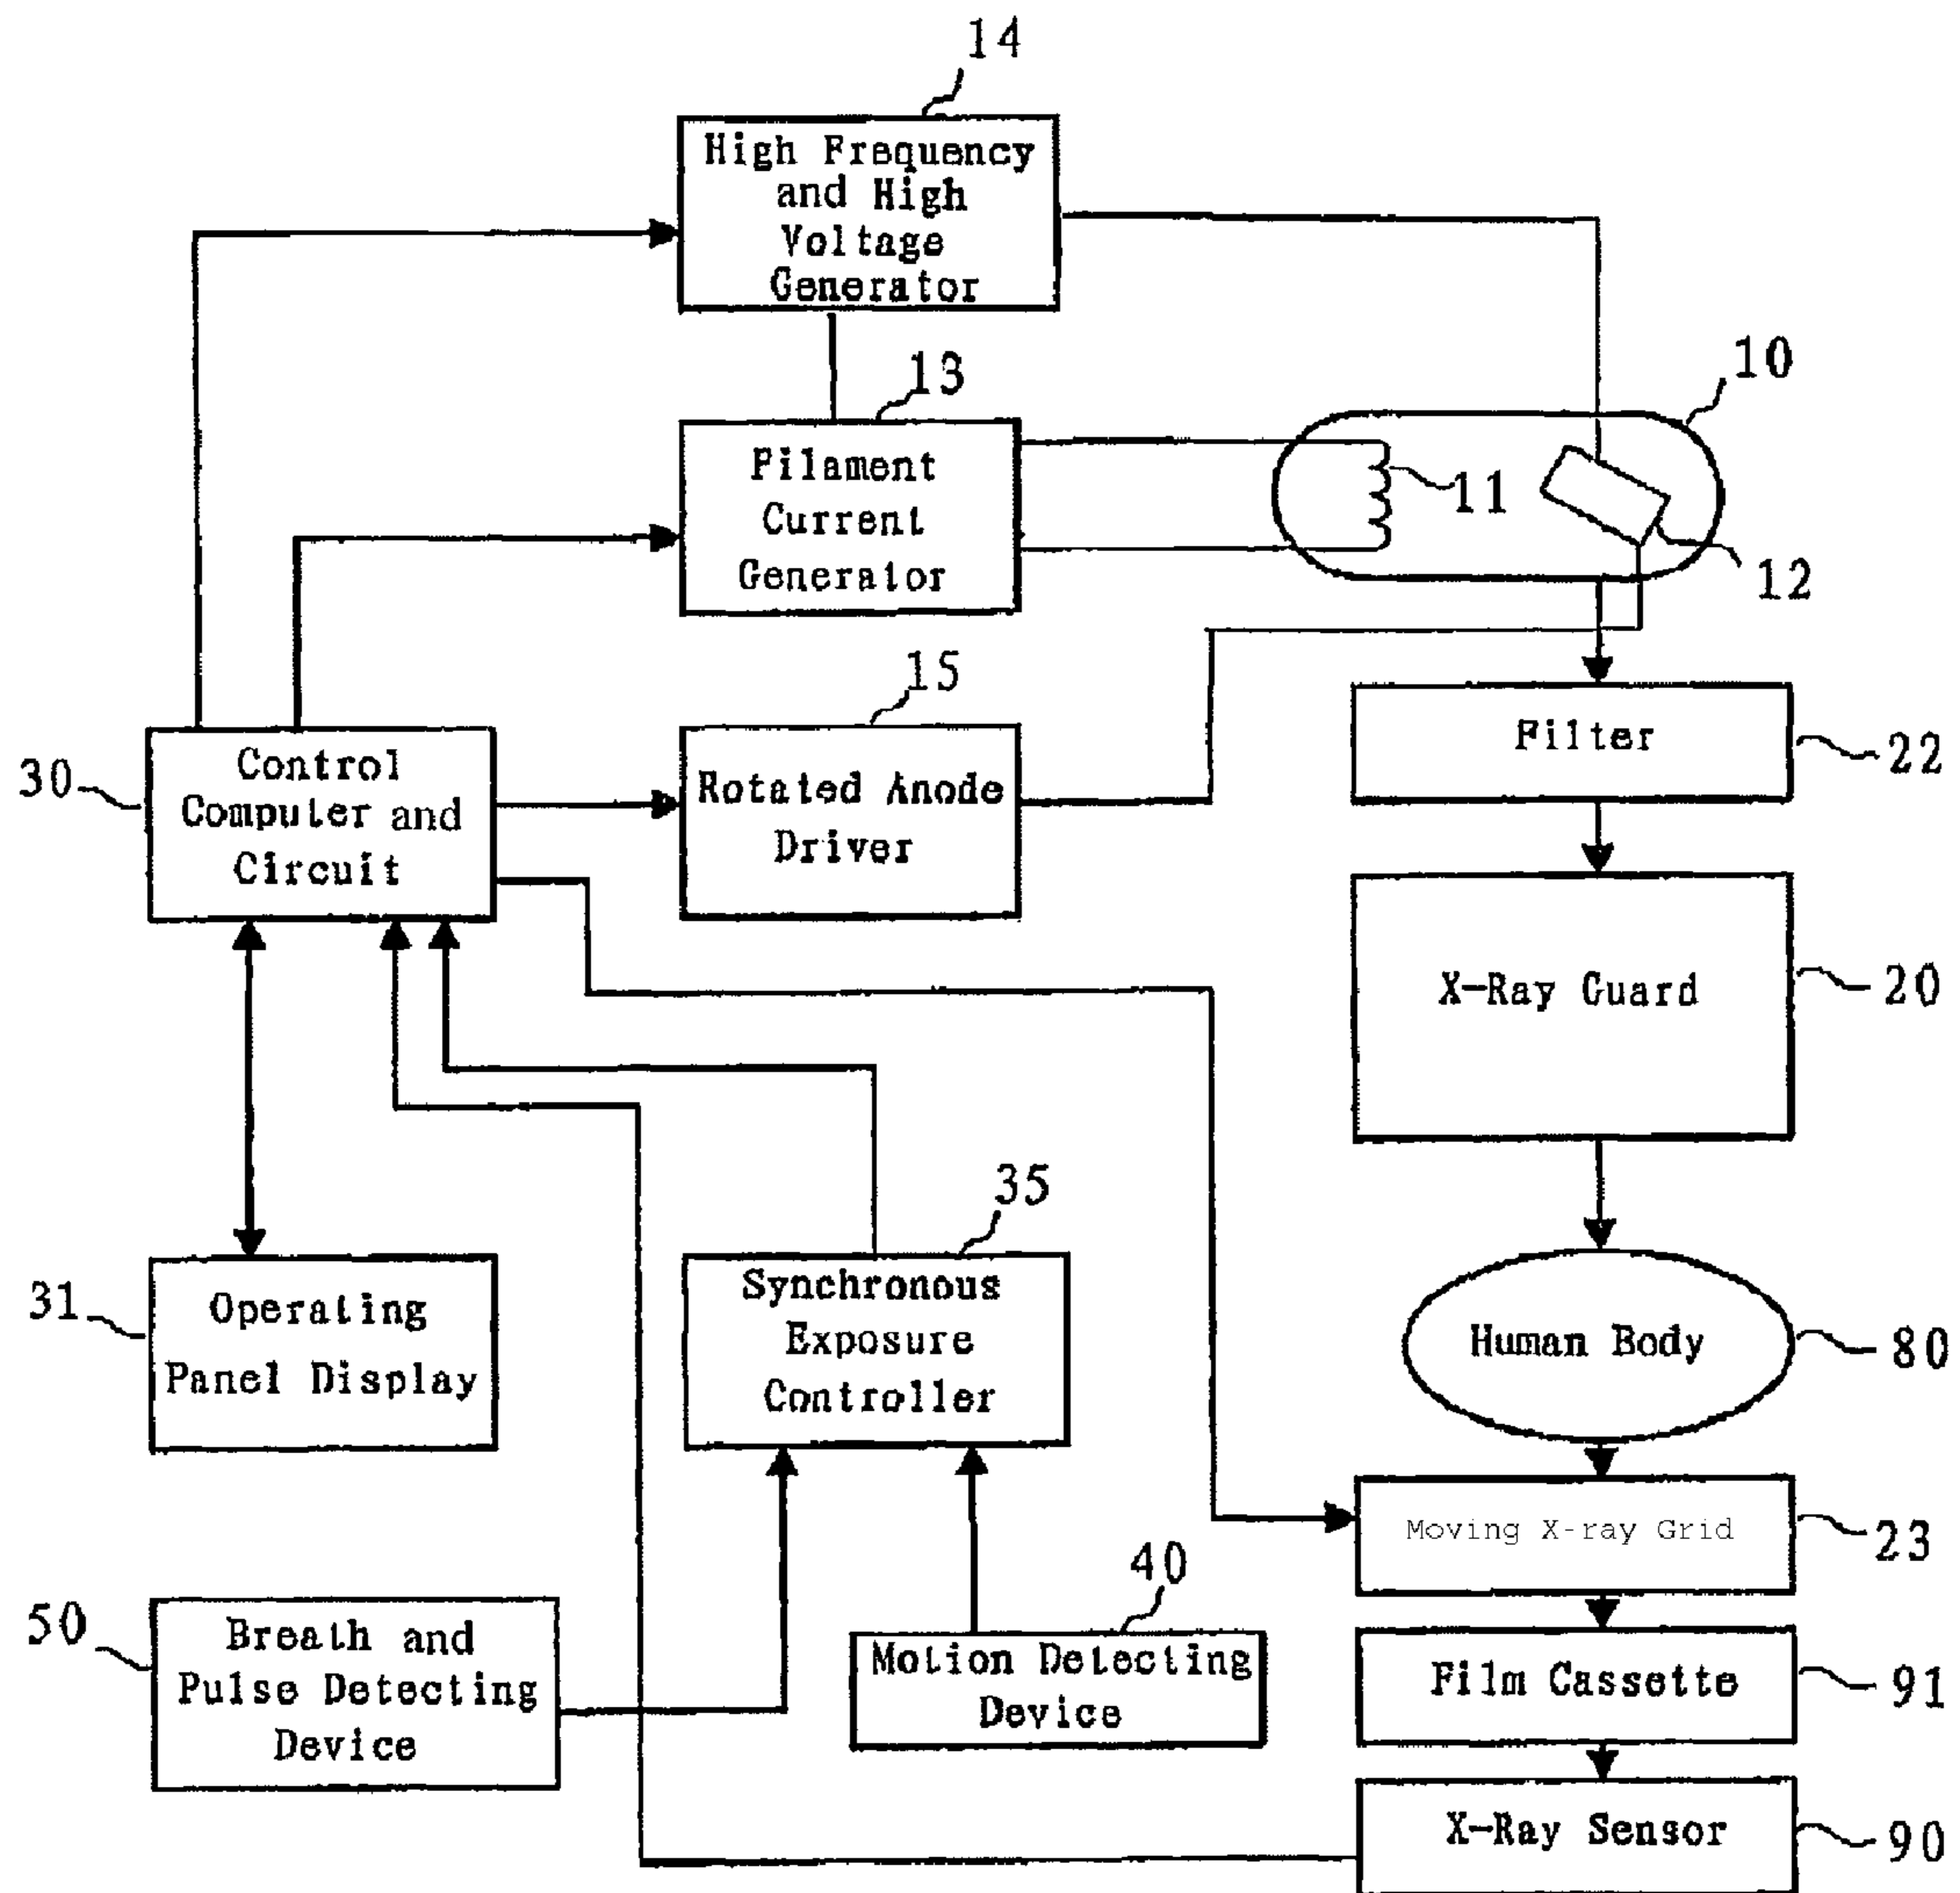 14
High Frequency
and High
Voltage
Generator
13
10
Filament
Current
Generator
11
12
15
Filter
22
30
Control
Computer and
Circuit
Rotated Anode
Driver
X-Ray Guard
20
35
31
Operating
Panel Display
Synchronous
Exposure
Controller
Human Body
80
Moving X-ray Grid
23
40
50
Breath and
Pulse Detecting
Device
Motion Detecting
Device
Film Cassette
91
X-Ray Sensor
90